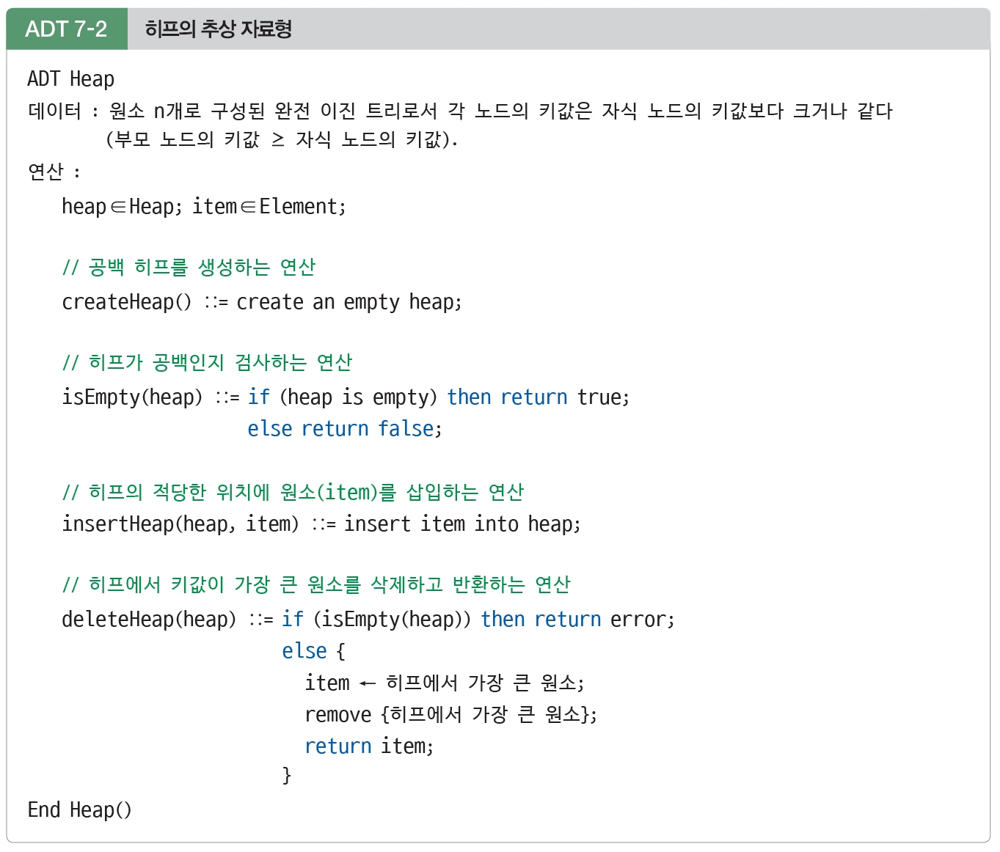 ADT 7-2 히프의 추상 자료형
ADT Heap
데이터 : 원소 n개로 구성된 완전 이진 트리로서 각 노드의 키값은 자식 노드의 키값보다 크거나 같다
(부모 노드의 키값 ≥ 자식 노드의 키값).
연산 :
heap∈Heap; item∈Element;
// 공백 히프를 생성하는 연산
createHeap() ::= create an empty heap;
// 히프가 공백인지 검사하는 연산
isEmpty(heap) ::= if (heap is empty) then return true;
else return false;
// 히프의 적당한 위치에 원소(item)를 삽입하는 연산
insertHeap(heap, item) ::= insert item into heap;
// 히프에서 키값이 가장 큰 원소를 삭제하고 반환하는 연산
deleteHeap(heap) ::= if (isEmpty(heap)) then return error;
else {
item ← 히프에서 가장 큰 원소;
remove {히프에서 가장 큰 원소};
return item;
}
End Heap()